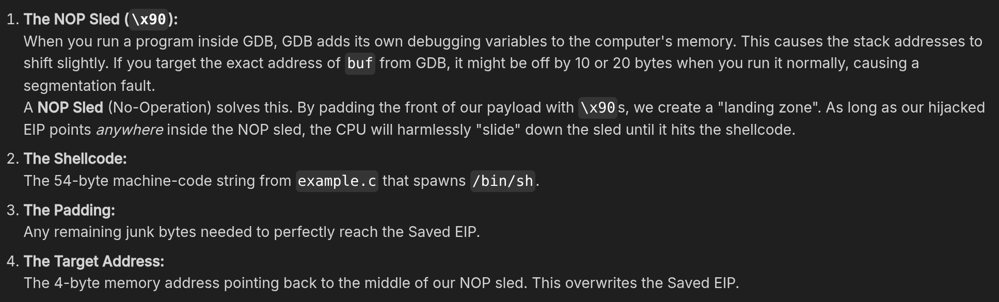 1. The NOP Sled (\x90):
When you run a program inside GDB, GDB adds its own debugging variables to the computer's memory. This causes the stack addresses to
shift slightly. If you target the exact address of buf from GDB, it might be off by 10 or 20 bytes when you run it normally, causing a
segmentation fault.
A NOP Sled (No-Operation) solves this. By padding the front of our payload with \x90s, we create a "landing zone". As long as our hijacked
EIP points anywhere inside the NOP sled, the CPU will harmlessly "slide" down the sled until it hits the shellcode.
2. The Shellcode:
The 54-byte machine-code string from example.c that spawns /bin/sh.
3. The Padding:
Any remaining junk bytes needed to perfectly reach the Saved EIP.
4. The Target Address:
The 4-byte memory address pointing back to the middle of our NOP sled. This overwrites the Saved EIP.